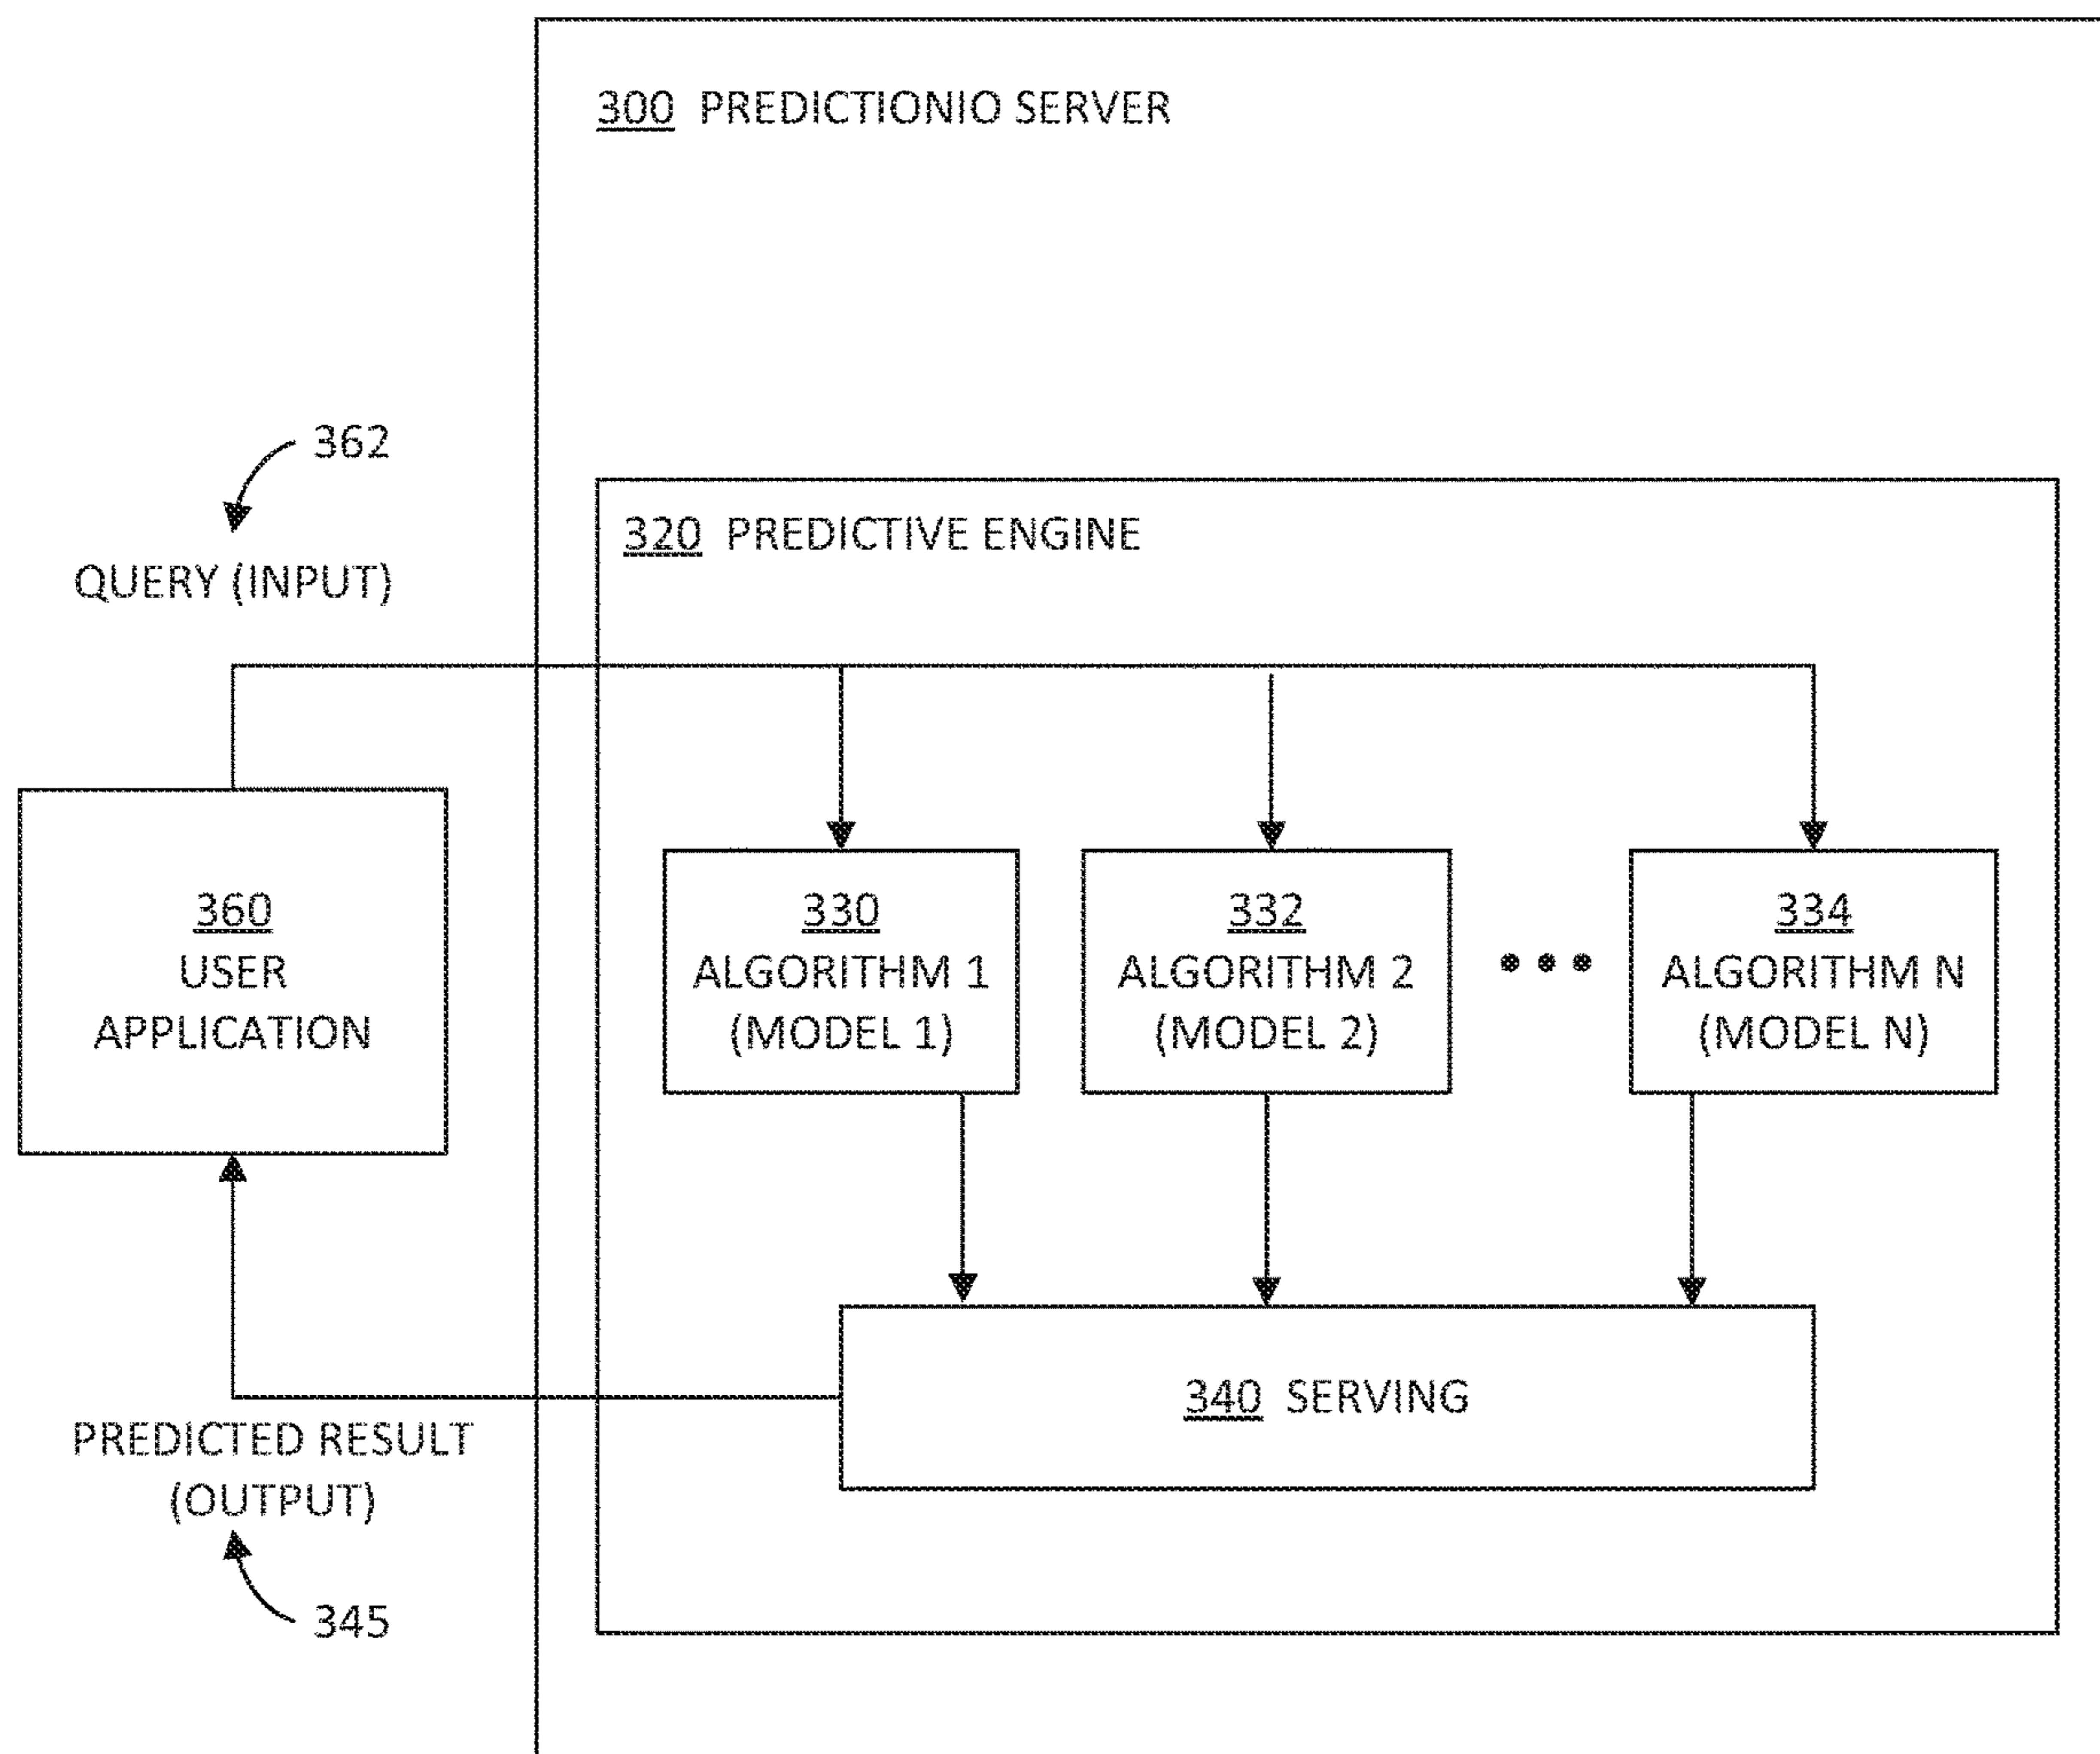 300 PREDICTIONIO SERVER
362
QUERY (INPUT)
320 PREDICTIVE ENGINE
360
USER
APPLICATION
330
ALGORITHM 1
(MODEL 1)
332
ALGORITHM 2
(MODEL 2)
334
ALGORITHM N
(MODEL N)
340 SERVING
PREDICTED RESULT
(OUTPUT)
345